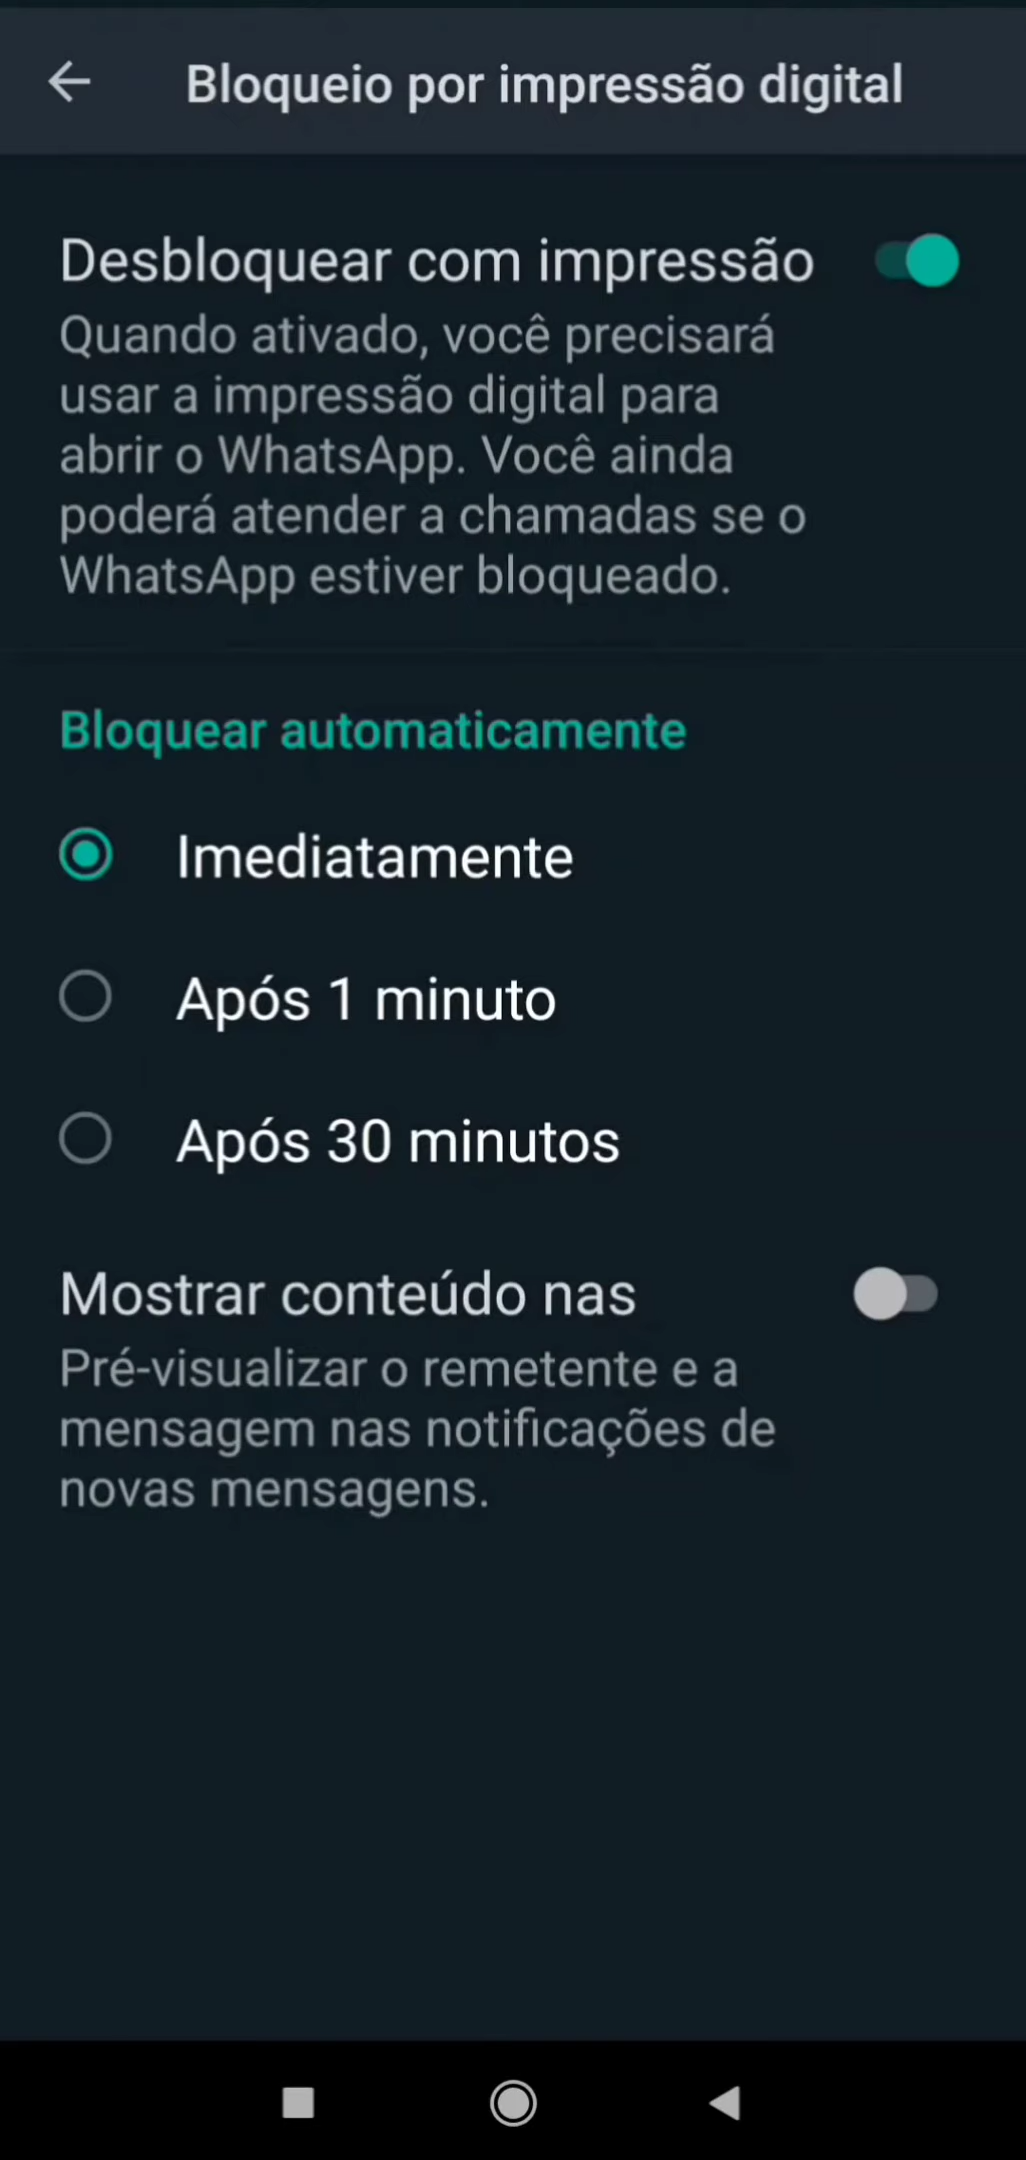 Bloqueio por impressão digital
Desbloquear com impressão
Quando ativado, você precisará
usar a impressão digital para
abrir o WhatsApp. Você ainda
poderá atender a chamadas se o
WhatsApp estiver bloqueado.
Bloquear automaticamente
Imediatamente
Após 1 minuto
Após 30 minutos
Mostrar conteúdo nas
Pré-visualizar o remetente e a
mensagem nas notificações de
novas mensagens.